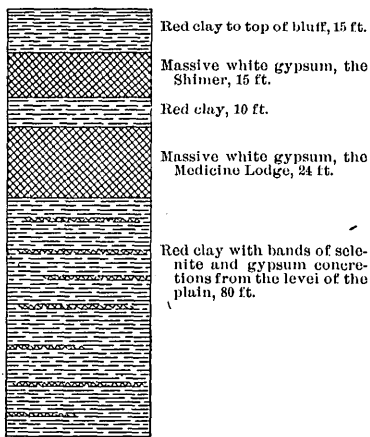 Red clay to top of bluff, 15 ft.
Massive white gypsum, the
Shimer, 15 ft.
Red clay, 10 ft.
Massive white gypsum, the
Medicine Lodge, 24 ft.
Red clay with bands of sele-
nite and gypsum concre-
tions from the level of the
plain, 80 ft.